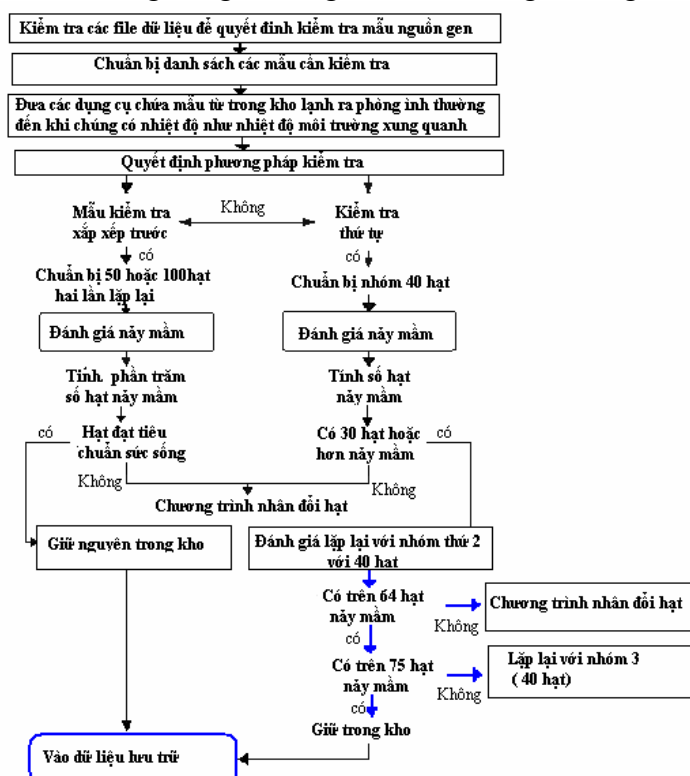 Kiểm tra các file dữ liệu để quyết định kiểm tra mẫu nguồn gen
Chuẩn bị danh sách các mẫu cần kiểm tra
Đưa các dụng cụ chứa mẫu từ trong kho lạnh ra phòng ình thường
đến khi chúng có nhiệt độ như nhiệt độ môi trường xung quanh
Quyết định phương pháp kiểm tra
Mẫu kiểm tra
xắp xếp trước
Không
Kiểm tra
thứ tự
có
có
Chuẩn bị 50 hoặc 100hạt
hai lần lặp lại
Chuẩn bị nhóm 40 hạt
Đánh giá nảy mầm
Đánh giá nảy mầm
Tính phần trăm
số hạt nảy mầm
Tính số hạt
nảy mầm
có
Hạt đạt tiêu
chuẩn sức sống
Có 30 hạt hoặc
hơn nảy mầm
có
Không
Không
Chương trình nhân đổi hạt
Giữ nguyên trong kho
Đánh giá lặp lại với nhóm thứ 2
với 40 hat
Có trên 64 hạt
nảy mầm
Không
Chương trình nhân đổi hạt
có
Có trên 75 hạt
nảy mầm
Không
Lặp lại với nhóm 3
( 40 hạt)
có
Giữ trong kho
Vào dữ liệu lưu trữ